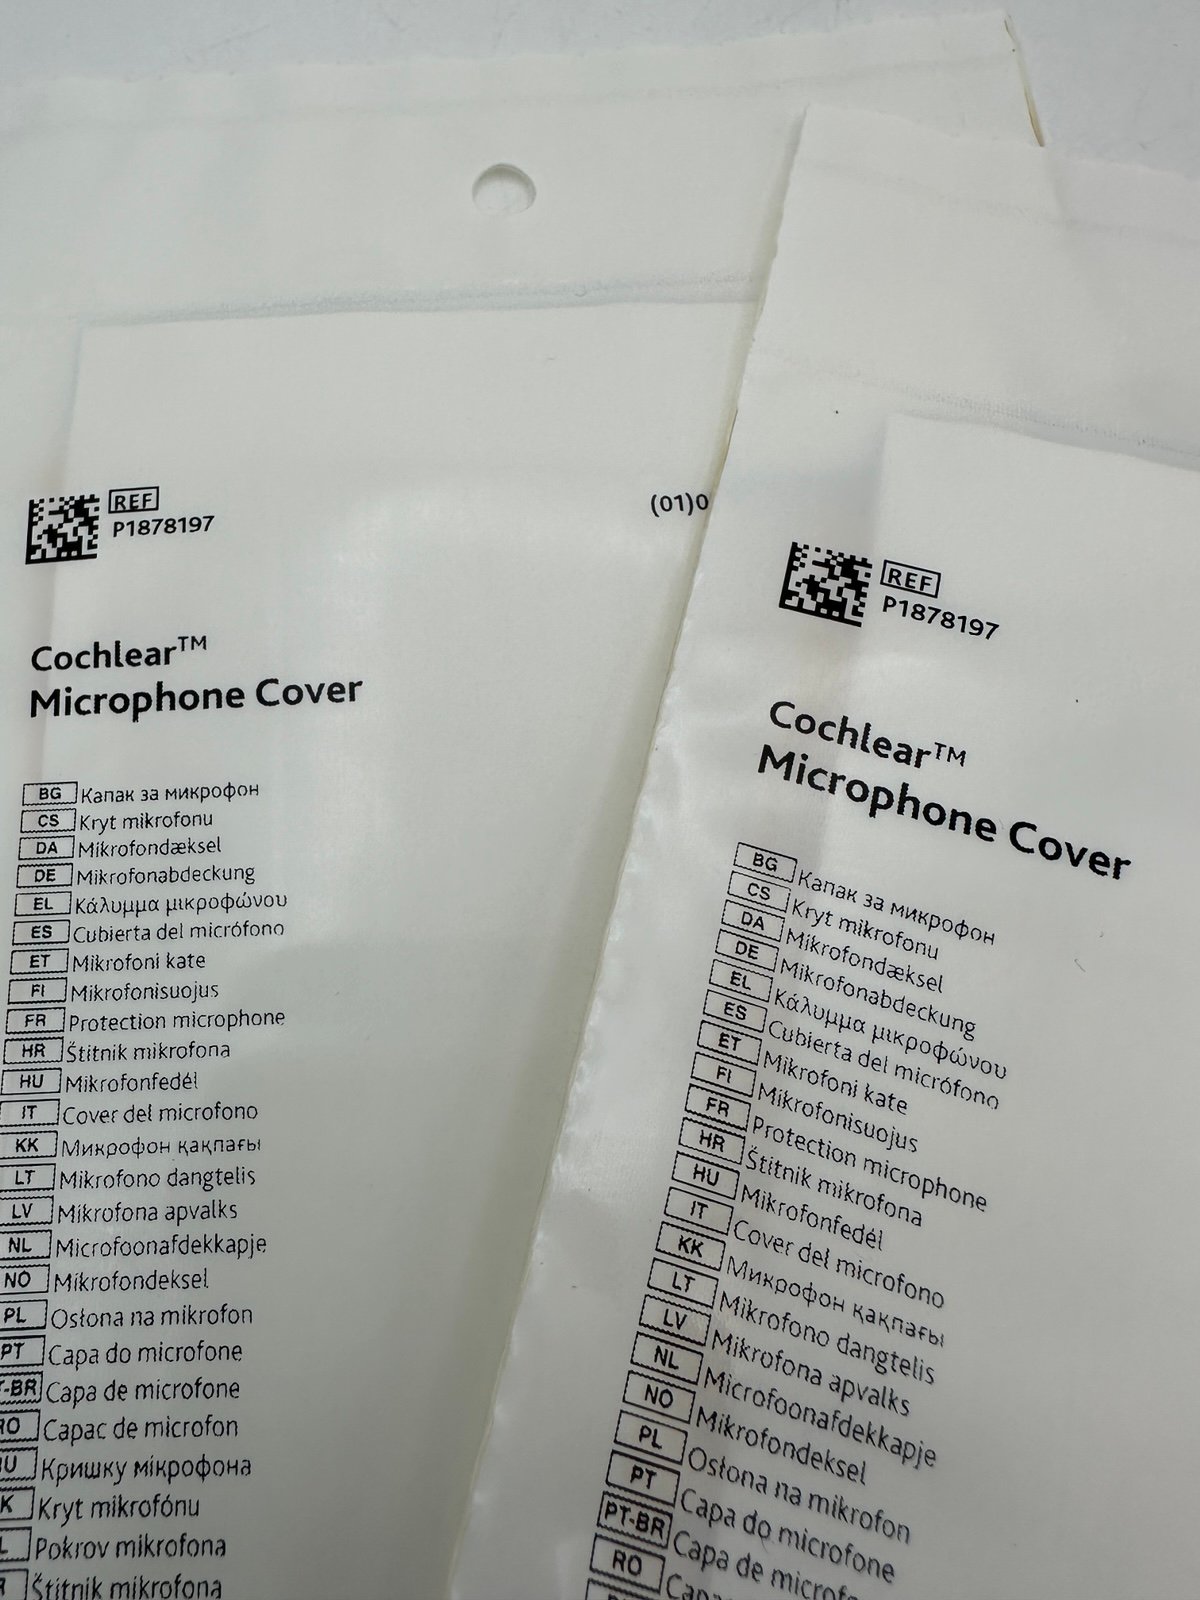 REF
P1878197
(01)0
Cochlear™
Microphone Cover
BG Капак за микрофон
CS Kryt mikrofonu
DA Mikrofondæksel
DE Mikrofonabdeckung
EL Κάλυμμα μικροφώνου
ES Cubierta del micrófono
ET Mikrofoni kate
FI Mikrofonisuojus
FR Protection microphone
HR Štitnik mikrofona
HU Mikrofonfedél
IT Cover del microfono
KK Микрофон қақпағы
LT Mikrofono dangtelis
LV Mikrofona apvalks
NL Microfoonafdekkapje
NO Mikrofondeksel
PL Osłona na mikrofon
PT Capa do microfone
T-BR Capa de microfone
RO Capac de microfon
U Кришку мікрофона
K Kryt mikrofónu
L Pokrov mikrofona
Štitnik mikrofona
REF
P1878197
Cochlear™
Microphone Cover
BG Капак за микрофон
CS Kryt mikrofonu
DA Mikrofondæksel
DE Mikrofonabdeckung
EL Κάλυμμα μικροφώνου
ES Cubierta del micrófono
ET Mikrofoni kate
FI Mikrofonisuojus
FR Protection microphone
HR Štitnik mikrofona
HU Mikrofonfedél
IT Cover del microfono
KK Микрофон қақпағы
LT Mikrofono dangtelis
LV Mikrofona apvalks
NL Microfoonafdekkapje
NO Mikrofondeksel
PL Osłona na mikrofon
PT Capa do microfone
PT-BR Capa de microfo
RO Capac